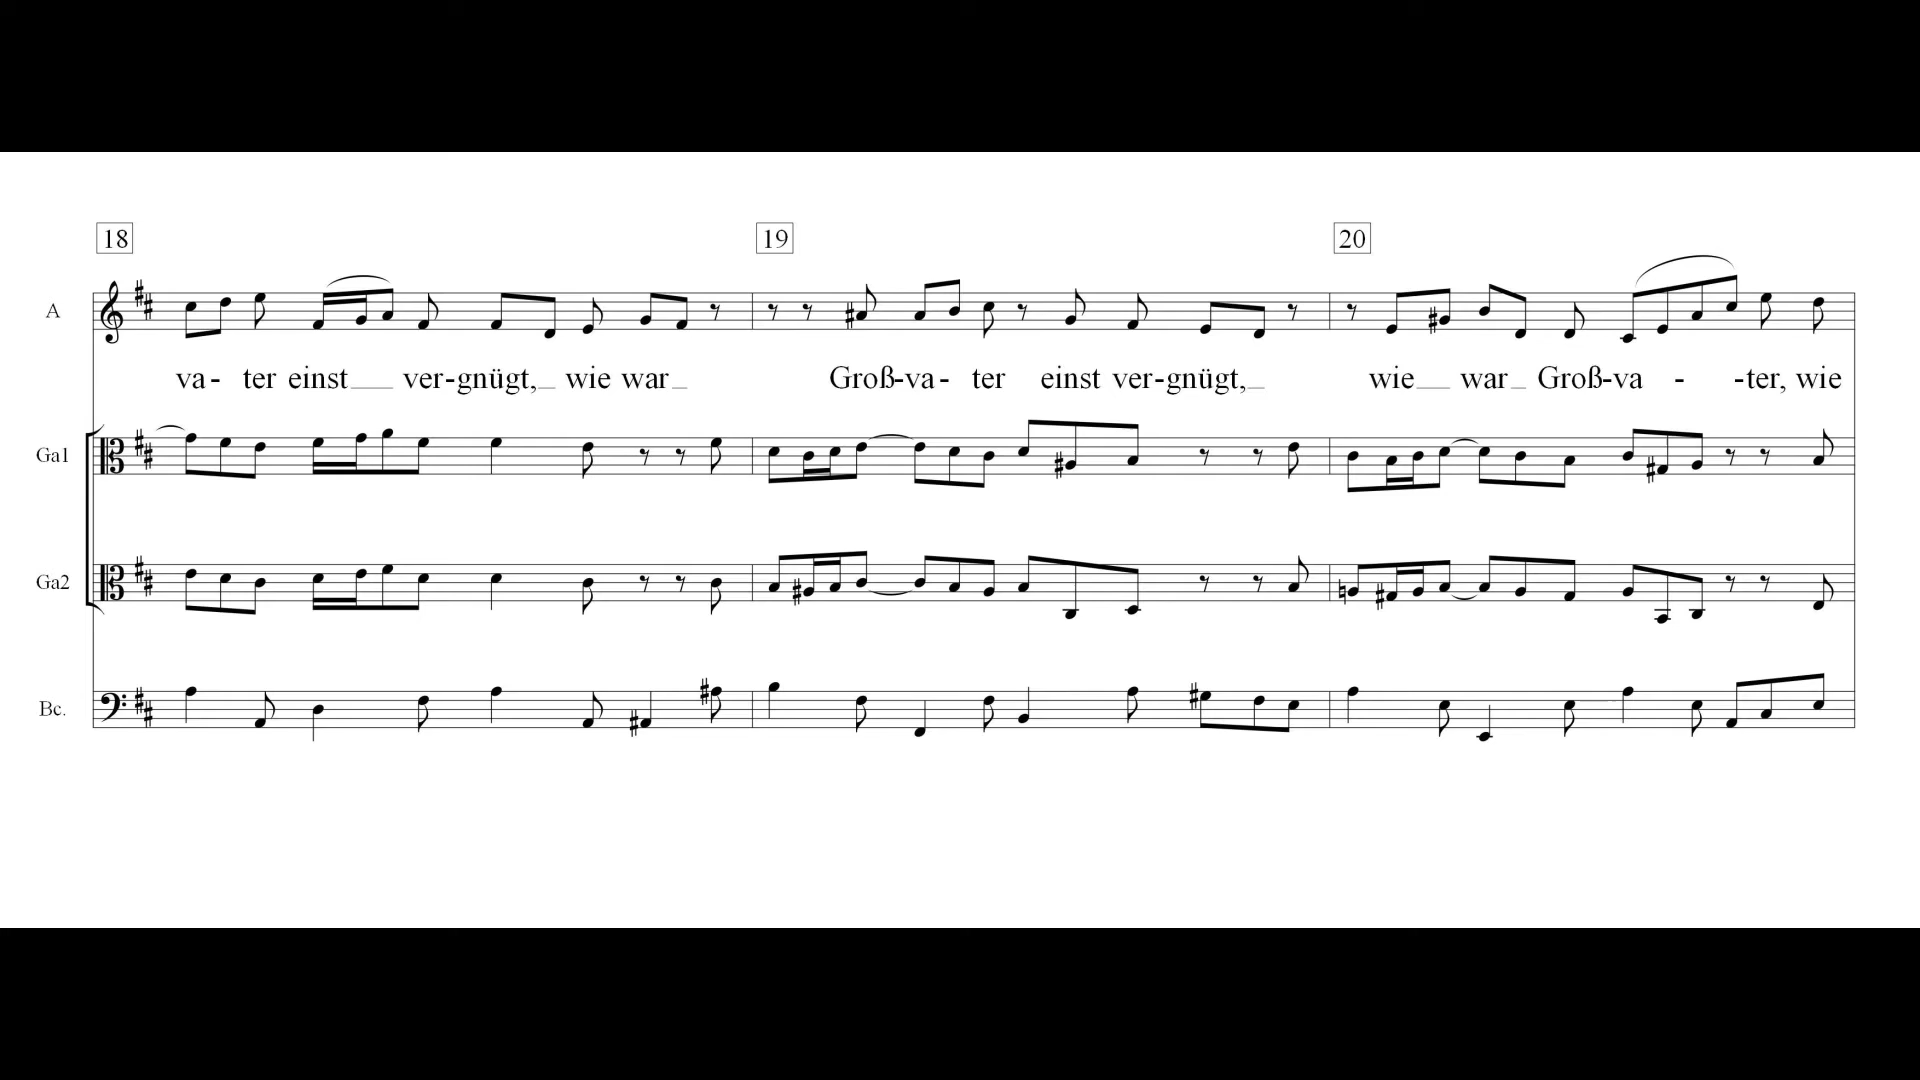 18 19 20
A
va- ter einst ver-gnügt, wie war Groß-va- ter einst ver-gnügt, wie war Groß-va - -ter, wie
Ga1
Ga2
Bc.